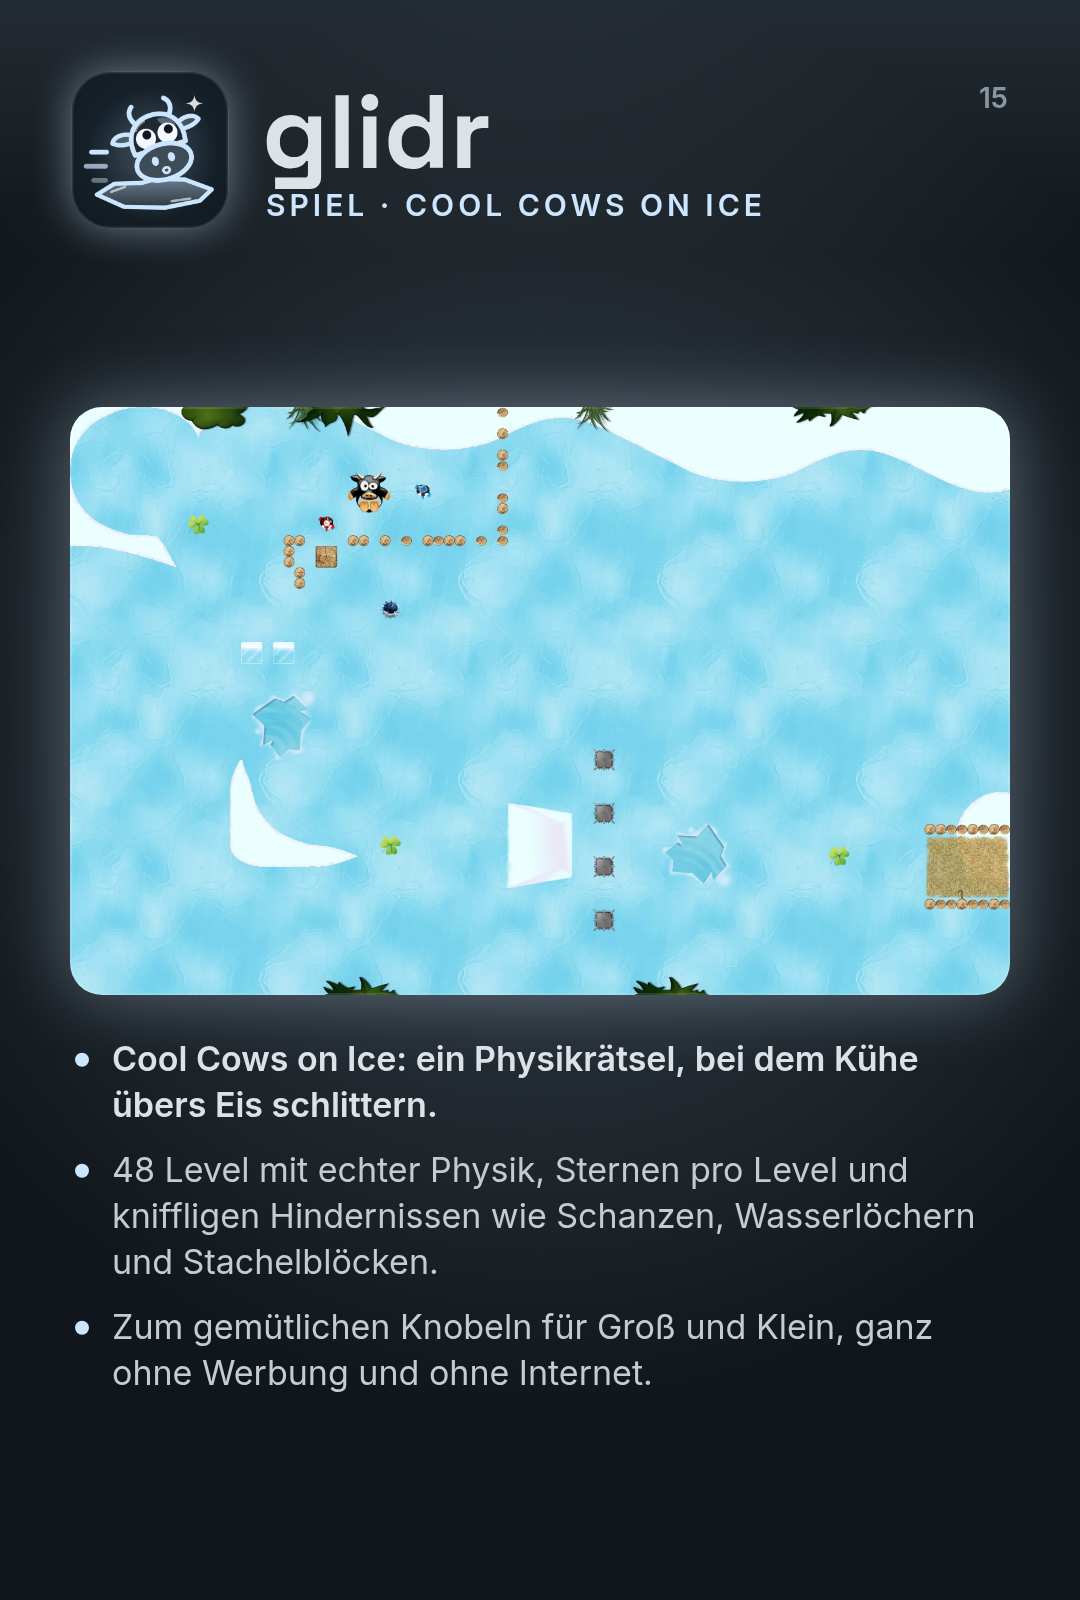 glidr
15
SPIEL · COOL COWS ON ICE
Cool Cows on Ice: ein Physikrätsel, bei dem Kühe
übers Eis schlittern.
48 Level mit echter Physik, Sternen pro Level und
kniffligen Hindernissen wie Schanzen, Wasserlöchern
und Stachelblöcken.
Zum gemütlichen Knobeln für Groß und Klein, ganz
ohne Werbung und ohne Internet.